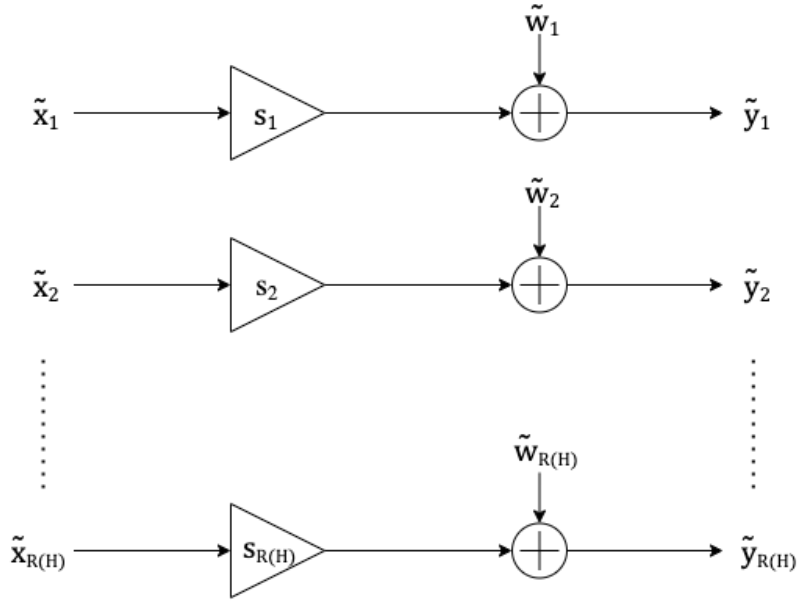 w̃₁
x̃₁ s₁ ỹ₁
w̃₂
x̃₂ s₂ ỹ₂
w̃R(H)
x̃R(H) sR(H) ỹR(H)